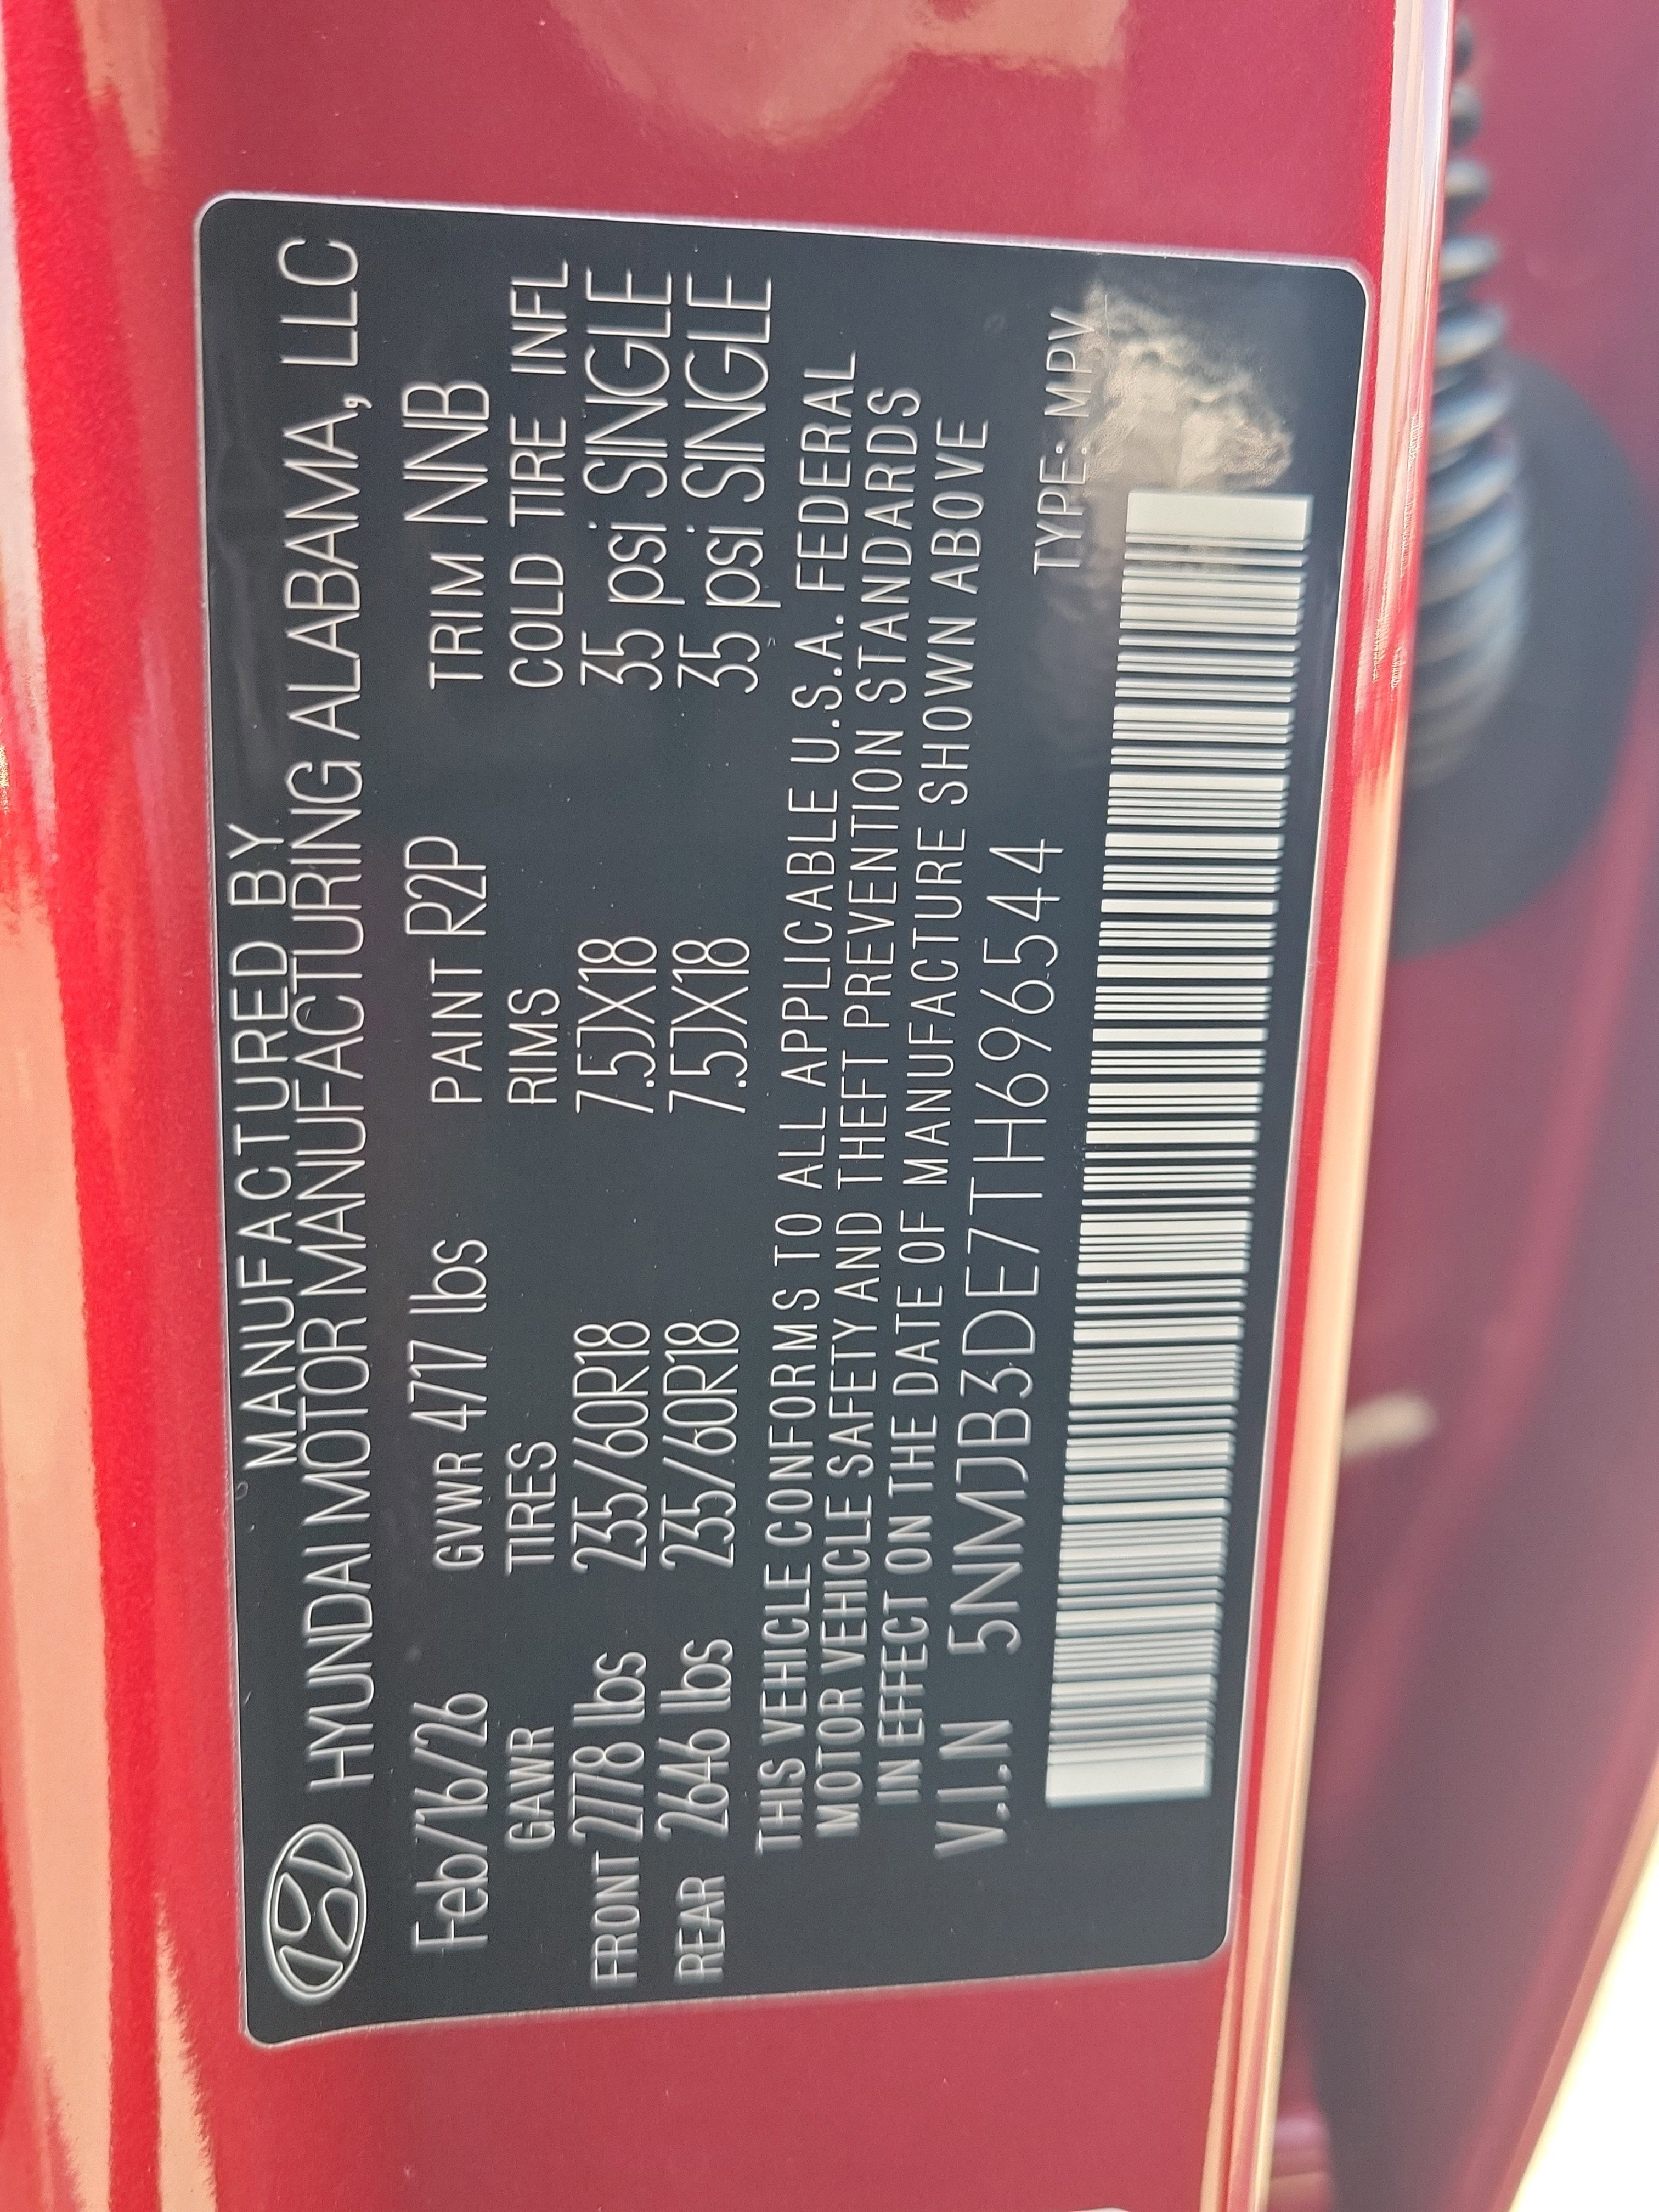 MANUFACTURED BY
HYUNDAI MOTOR MANUFACTURING ALABAMA, LLC
Feb/16/26 GVWR 4717 lbs PAINT R2P TRIM NNB
GAWR TIRES RIMS COLD TIRE INFL
FRONT 2778 lbs 235/60R18 7.5JX18 35 psi SINGLE
REAR 2646 lbs 235/60R18 7.5JX18 35 psi SINGLE
THIS VEHICLE CONFORMS TO ALL APPLICABLE U.S.A. FEDERAL
MOTOR VEHICLE SAFETY AND THEFT PREVENTION STANDARDS
IN EFFECT ON THE DATE OF MANUFACTURE SHOWN ABOVE
V.I.N 5NMJB3DE7TH696544 TYPE: MPV